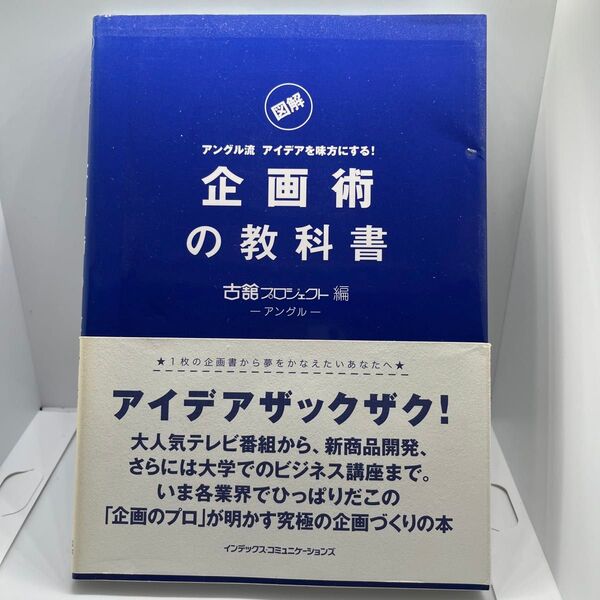 図解
アングル流 アイデアを味方にする!
企画術
の教科書
古舘プロジェクト 編
—アングル—
★1枚の企画書から夢をかなえたいあなたへ★
アイデアザックザク!
大人気テレビ番組から、新商品開発、
さらには大学でのビジネス講座まで。
いま各業界でひっぱりだこの
「企画のプロ」が明かす究極の企画づくりの本
インデックス・コミュニケーションズ